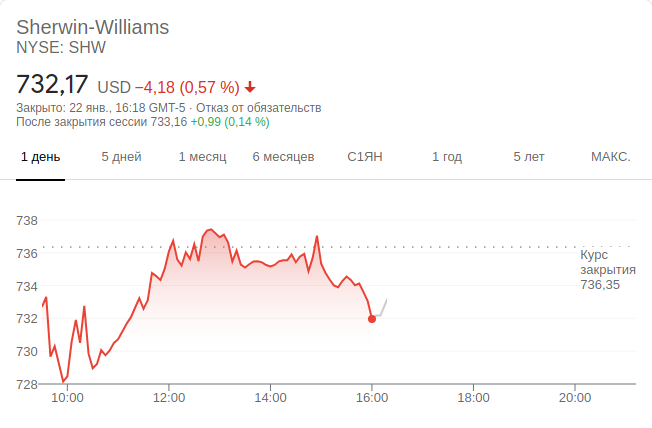 Sherwin-Williams
NYSE: SHW
732,17 USD −4,18 (0,57 %)
Закрыто: 22 янв., 16:18 GMT-5 · Отказ от обязательств
После закрытия сессии 733,16 +0,99 (0,14 %)
1 день 5 дней 1 месяц 6 месяцев С1ЯН 1 год 5 лет МАКС.
738
736
Курс
закрытия
736,35
734
732
730
728
10:00 12:00 14:00 16:00 18:00 20:00